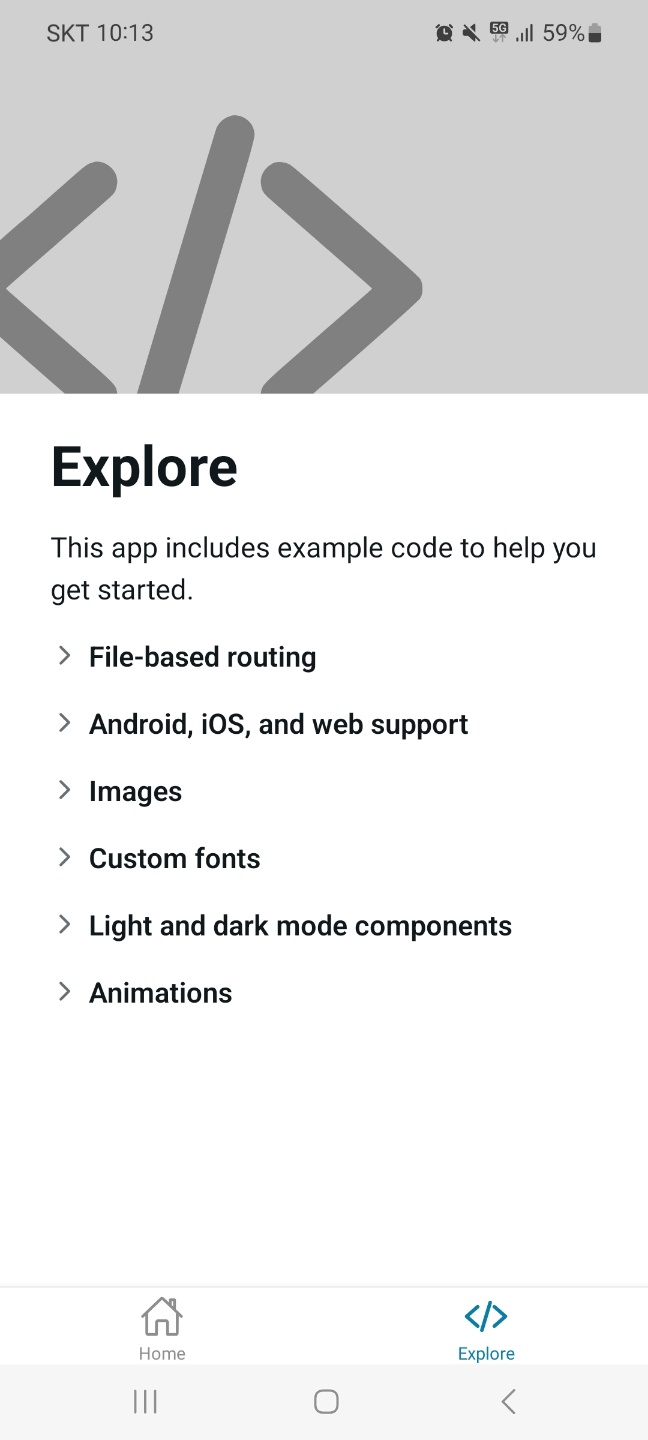 SKT 10:13
5G
59%
Explore
This app includes example code to help you
get started.
File-based routing
Android, iOS, and web support
Images
Custom fonts
Light and dark mode components
Animations
Home
Explore